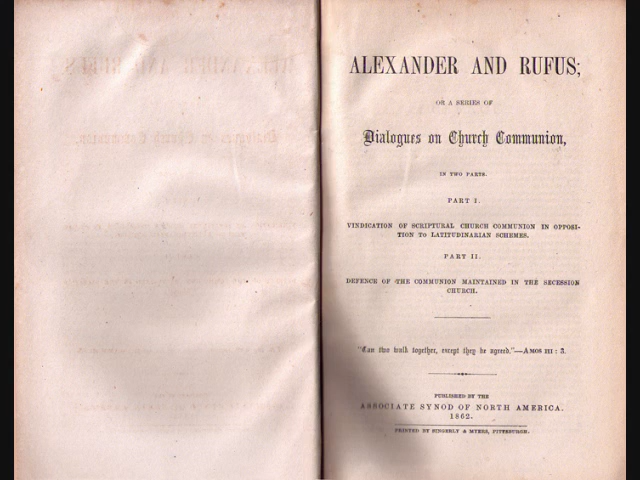 ALEXANDER AND RUFUS;
OR A SERIES OF
Dialogues on Church Communion,
IN TWO PARTS.
PART I.
VINDICATION OF SCRIPTURAL CHURCH COMMUNION IN OPPOSI-
TION TO LATITUDINARIAN SCHEMES.
PART II.
DEFENCE OF THE COMMUNION MAINTAINED IN THE SECESSION
CHURCH.
"Can two walk together, except they be agreed."—AMOS III: 3.
PUBLISHED BY THE
ASSOCIATE SYNOD OF NORTH AMERICA.
1862.
PRINTED BY SINGERLY & MYERS, PITTSBURGH.